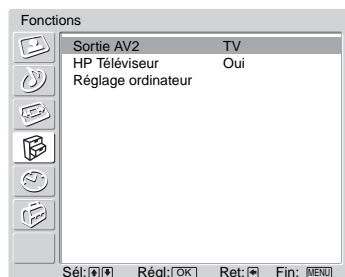 Fonctions
Sortie AV2 TV
HP Téléviseur Oui
Réglage ordinateur
Sél: Régl: OK Ret: Fin: MENU